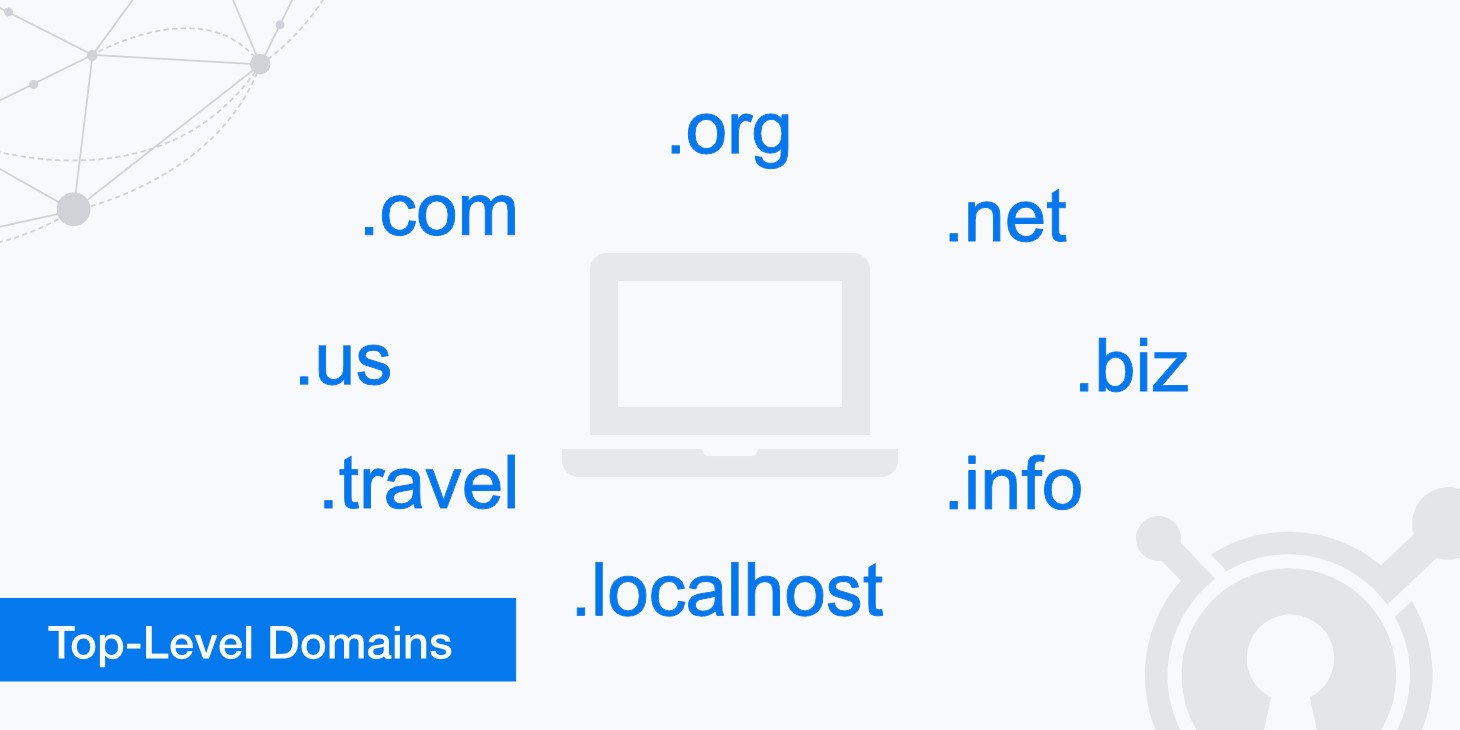 .org
.com
.net
.us
.biz
.travel
.info
.localhost
Top-Level Domains